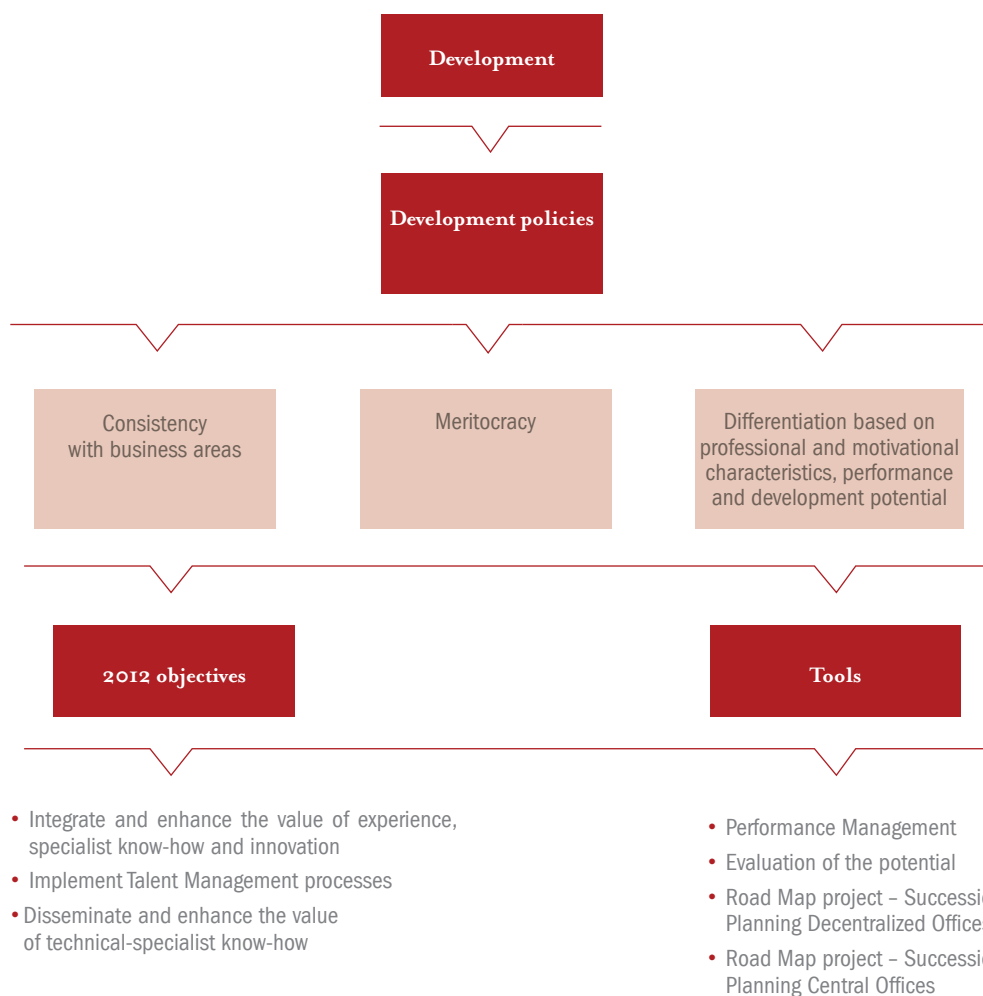 Development
Development policies
Consistency
with business areas
Meritocracy
Differentiation based on
professional and motivational
characteristics, performance
and development potential
2012 objectives
Tools
• Integrate and enhance the value of experience,
specialist know-how and innovation
• Implement Talent Management processes
• Disseminate and enhance the value
of technical-specialist know-how
• Performance Management
• Evaluation of the potential
• Road Map project –
Planning Decentralized
• Road Map project –
Planning Central Offices